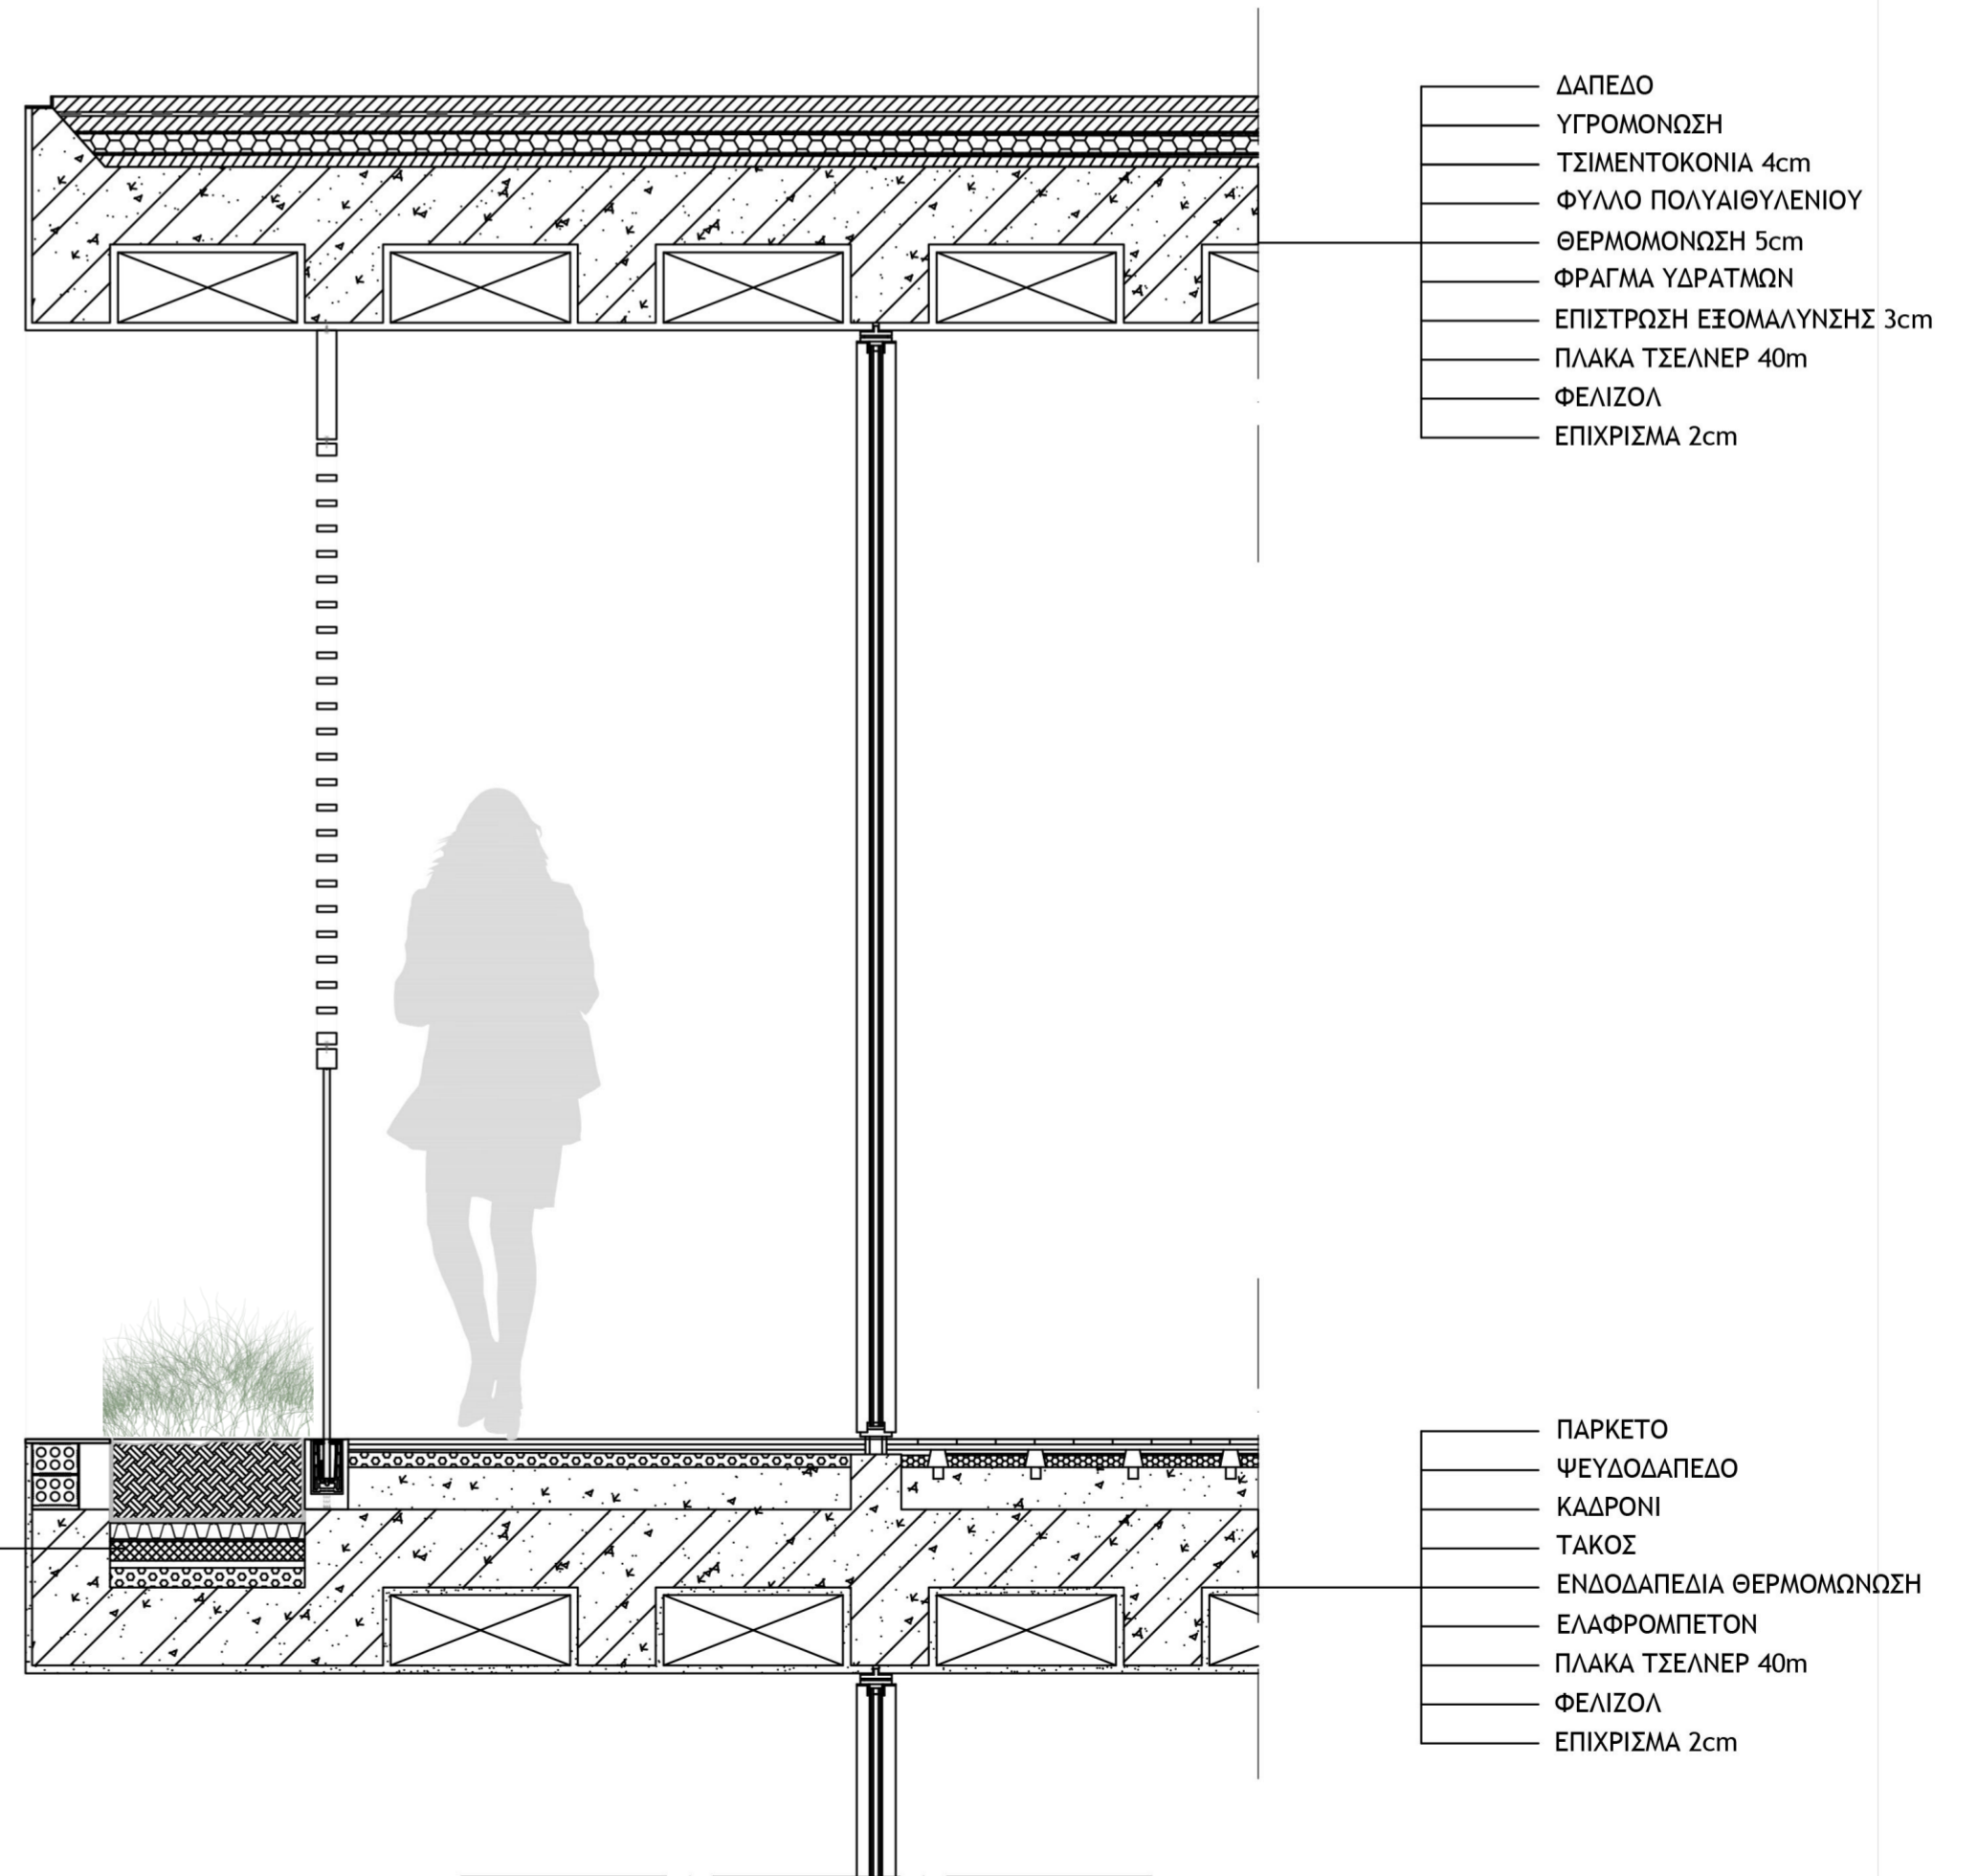 ΔΑΠΕΔΟ
ΥΓΡΟΜΟΝΩΣΗ
ΤΣΙΜΕΝΤΟΚΟΝΙΑ 4cm
ΦΥΛΛΟ ΠΟΛΥΑΙΘΥΛΕΝΙΟΥ
ΘΕΡΜΟΜΟΝΩΣΗ 5cm
ΦΡΑΓΜΑ ΥΔΡΑΤΜΩΝ
ΕΠΙΣΤΡΩΣΗ ΕΞΟΜΑΛΥΝΣΗΣ 3cm
ΠΛΑΚΑ ΤΣΕΛΝΕΡ 40m
ΦΕΛΙΖΟΛ
ΕΠΙΧΡΙΣΜΑ 2cm
ΠΑΡΚΕΤΟ
ΨΕΥΔΟΔΑΠΕΔΟ
ΚΑΔΡΟΝΙ
ΤΑΚΟΣ
ΕΝΔΟΔΑΠΕΔΙΑ ΘΕΡΜΟΜΩΝΩΣΗ
ΕΛΑΦΡΟΜΠΕΤΟΝ
ΠΛΑΚΑ ΤΣΕΛΝΕΡ 40m
ΦΕΛΙΖΟΛ
ΕΠΙΧΡΙΣΜΑ 2cm